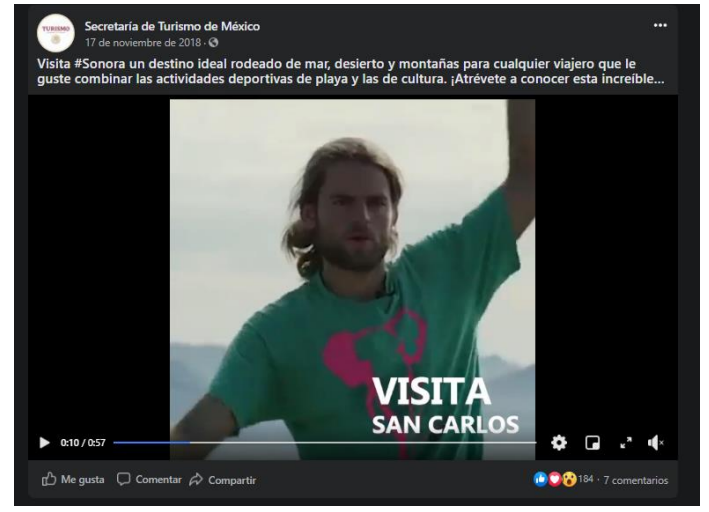 TURISMO
Secretaría de Turismo de México
17 de noviembre de 2018 ·
Visita #Sonora un destino ideal rodeado de mar, desierto y montañas para cualquier viajero que le
guste combinar las actividades deportivas de playa y las de cultura. ¡Atrévete a conocer esta increíble...
VISITA
SAN CARLOS
0:10 / 0:57
Me gusta Comentar Compartir 184 · 7 comentarios